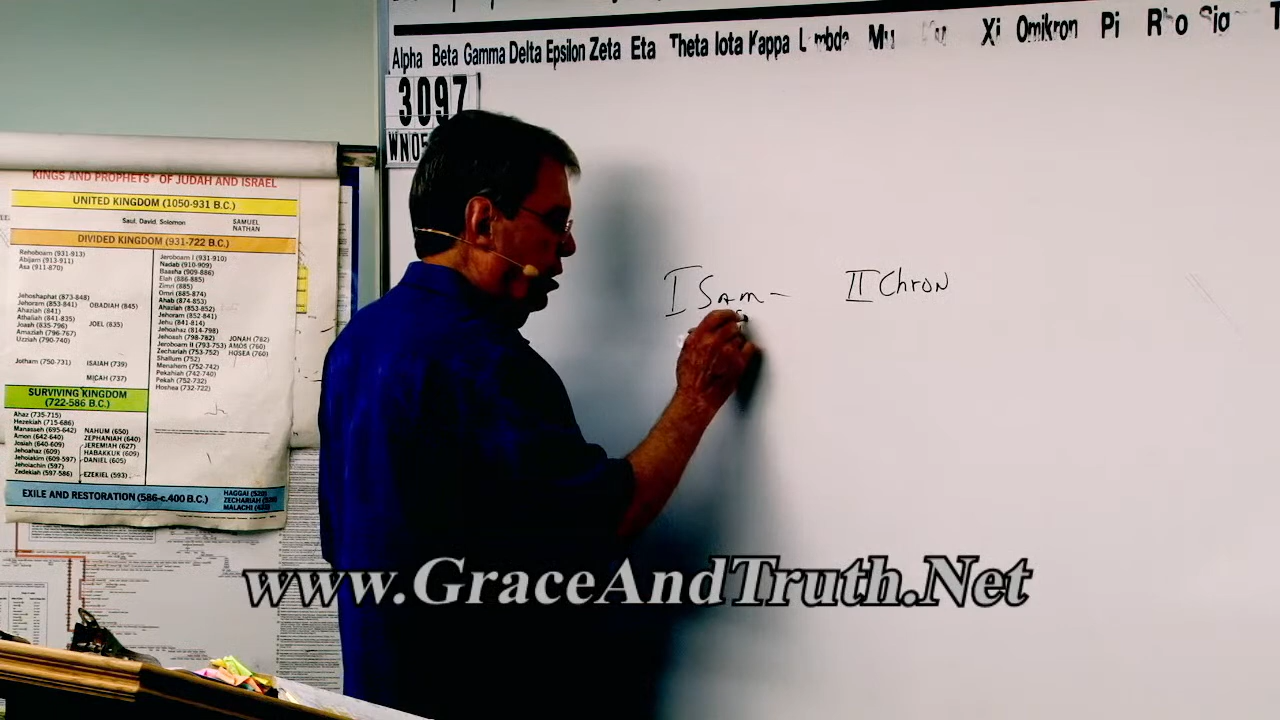 Alpha Beta Gamma Delta Epsilon Zeta Eta Theta Iota Kappa Mu Xi Omikron Pi Rho
3097
WN05
KINGS AND PROPHETS* OF JUDAH AND ISRAEL
UNITED KINGDOM (1050-931 B.C.)
Saul, David, Solomon
SAMUEL
NATHAN
DIVIDED KINGDOM (931-722 B.C.)
Rehoboam (931-913)
Abijam (913-911)
Asa (911-870)
Jehoshaphat (873-848)
Jehoram (853-841) OBADIAH (845)
Ahaziah (841)
Athaliah (841-835)
Joash (835-796) JOEL (835)
Amaziah (796-767)
Uzziah (790-740)
Jotham (750-731) ISAIAH (739)
MICAH (737)
Jeroboam I (931-910)
Nadab (910-909)
Baasha (909-886)
Elah (886-885)
Zimri (885)
Omri (885-874)
Ahab (874-853)
Ahaziah (853-852)
Jehoram (852-841)
Jehu (841-814)
Jehoahaz (814-798)
Jehoash (798-782) JONAH (782)
Jeroboam II (793-753) AMOS (760)
Zechariah (753-752) HOSEA (760)
Shallum (752)
Menahem (752-742)
Pekahiah (742-740)
Pekah (752-732)
Hoshea (732-722)
SURVIVING KINGDOM
(722-586 B.C.)
Ahaz (735-715)
Hezekiah (715-686)
Manasseh (695-642) NAHUM (650)
Amon (642-640) ZEPHANIAH (640)
Josiah (640-609) JEREMIAH (627)
Jehoahaz (609) HABAKKUK (609)
Jehoiakim (609-597) DANIEL (605)
Jehoiachin (597)
Zedekiah (597-586) EZEKIEL (593)
EXILE AND RESTORATION (586-c.400 B.C.)
HAGGAI (520)
ZECHARIAH
MALACHI
I SAM- II Chron
www.GraceAndTruth.Net